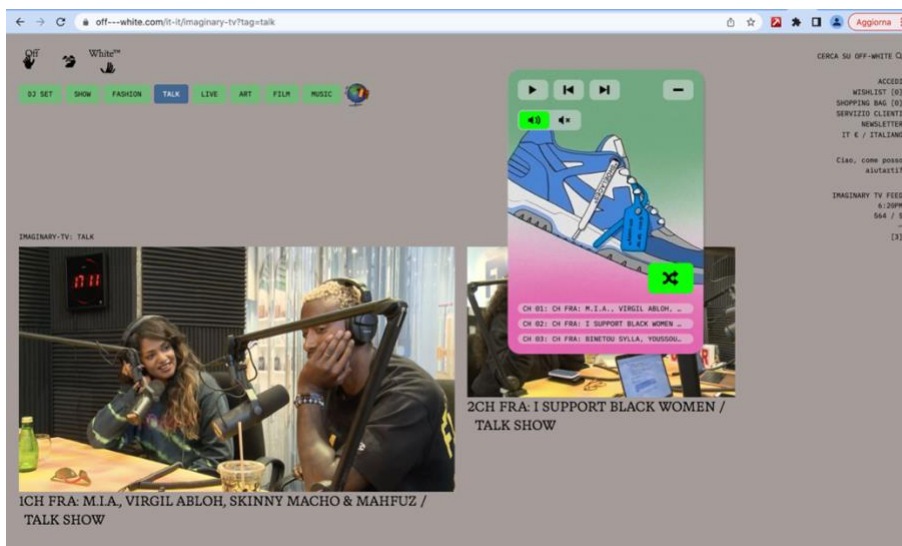 off---white.com/it-it/imaginary-tv?tag=talk
Aggiorna
Off White™
CERCA SU OFF-WHITE
DJ SET SHOW FASHION TALK LIVE ART FILM MUSIC
ACCEDI
WISHLIST [0]
SHOPPING BAG [0]
SERVIZIO CLIENTI
NEWSLETTER
IT € / ITALIANO
Ciao, come posso
aiutarti?
IMAGINARY TV FEED
6:20PM
564 / 5
[3]
"SHOELACES"
IMAGINARY-TV: TALK
CH 01: CH FRA: M.I.A., VIRGIL ABLOH, …
CH 02: CH FRA: I SUPPORT BLACK WOMEN …
CH 03: CH FRA: BINETOU SYLLA, YOUSSOU…
1CH FRA: M.I.A., VIRGIL ABLOH, SKINNY MACHO & MAHFUZ /
TALK SHOW
2CH FRA: I SUPPORT BLACK WOMEN /
TALK SHOW